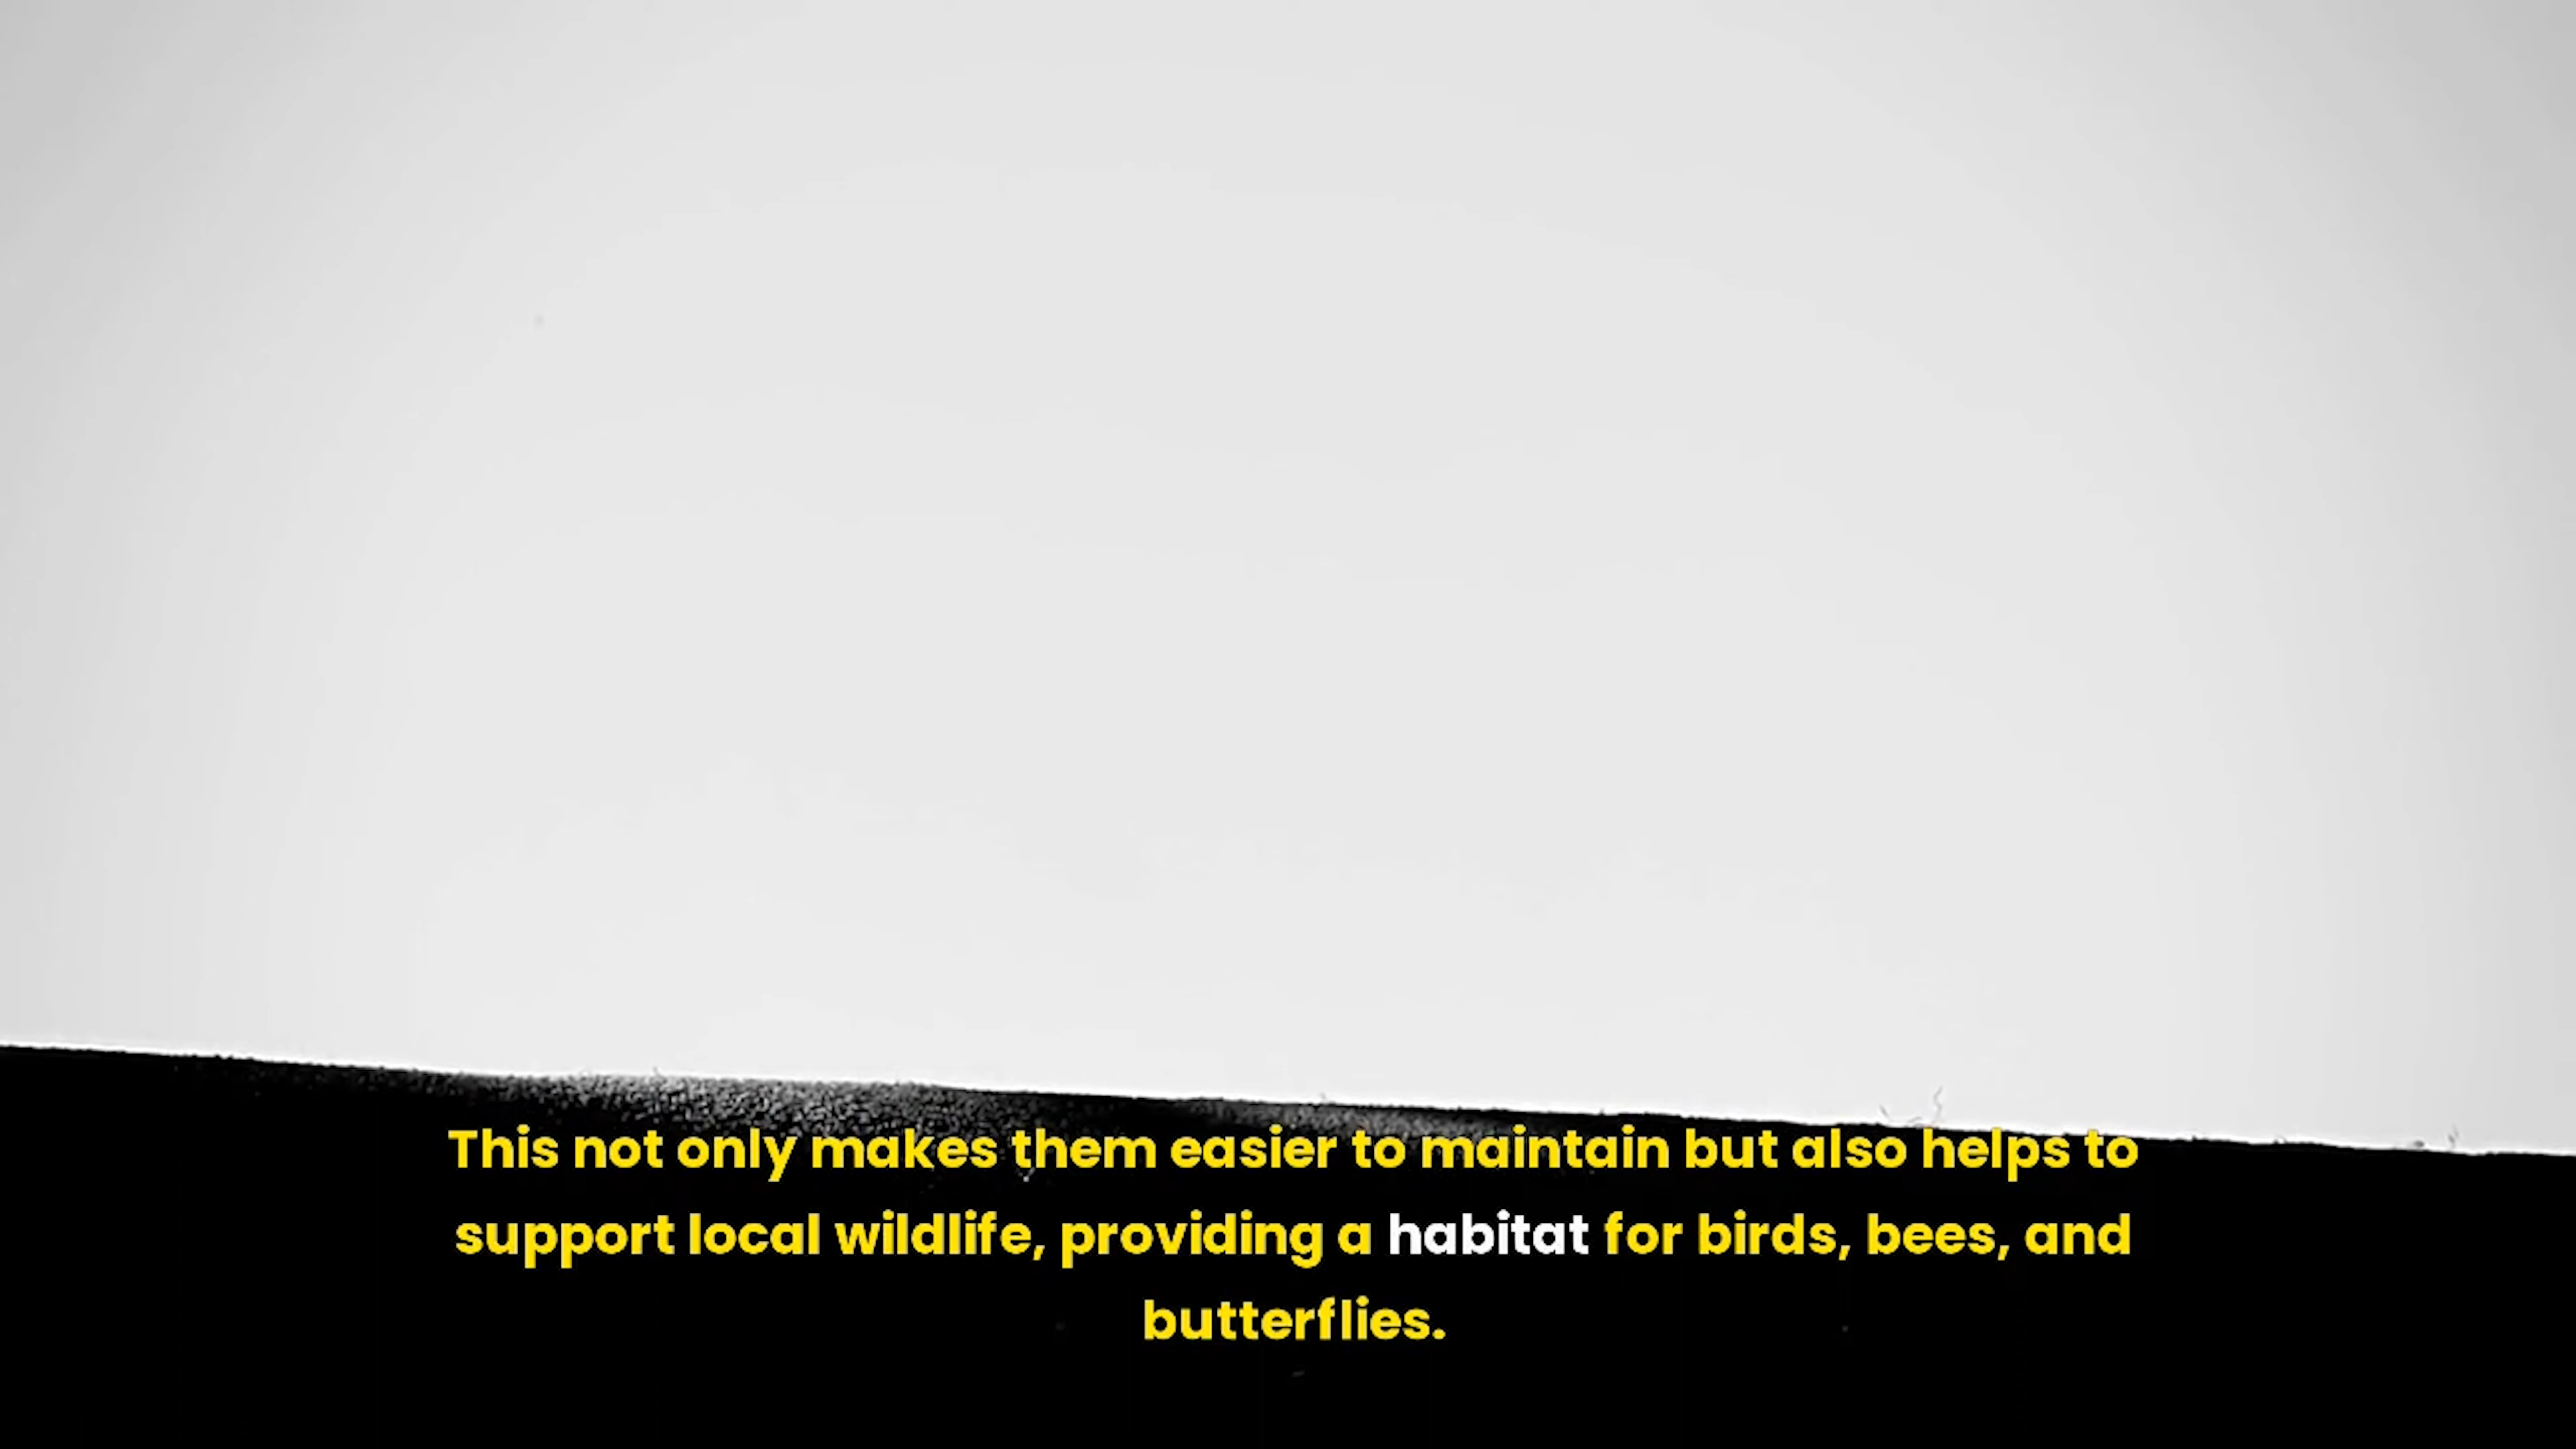 This not only makes them easier to maintain but also helps to
support local wildlife, providing a habitat for birds, bees, and
butterflies.